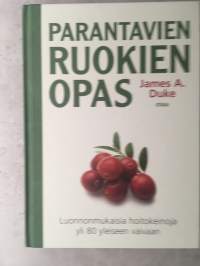 PARANTAVIEN
RUOKIEN
OPAS
James A.
Duke
Luonnonmukaisia hoitokeinoja
yli 80 yleiseen vaivaan